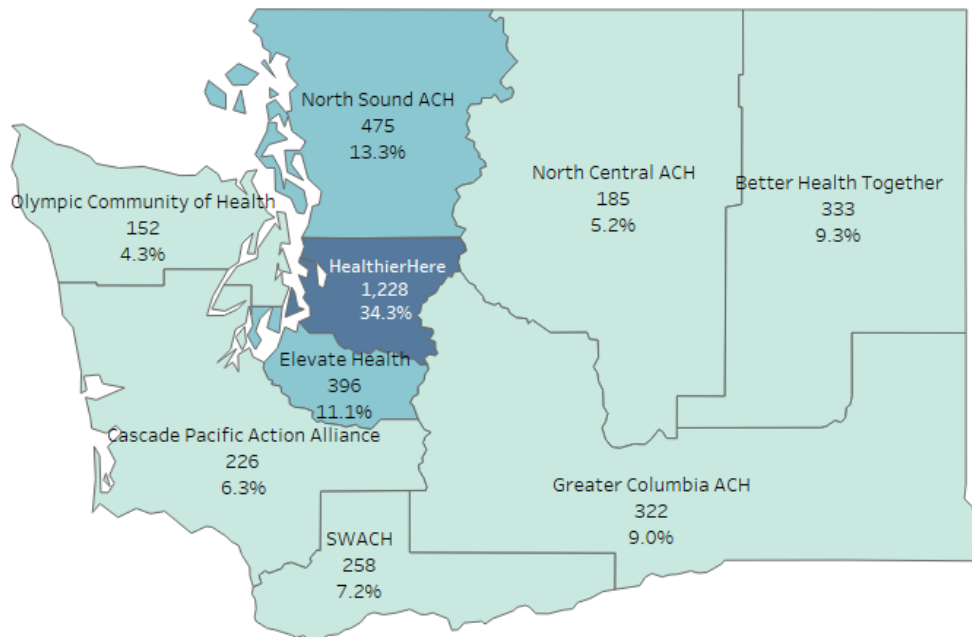 North Sound ACH
475
13.3%
North Central ACH
185
5.2%
Better Health Together
333
9.3%
Olympic Community of Health
152
4.3%
HealthierHere
1,228
34.3%
Elevate Health
396
11.1%
Cascade Pacific Action Alliance
226
6.3%
Greater Columbia ACH
322
9.0%
SWACH
258
7.2%